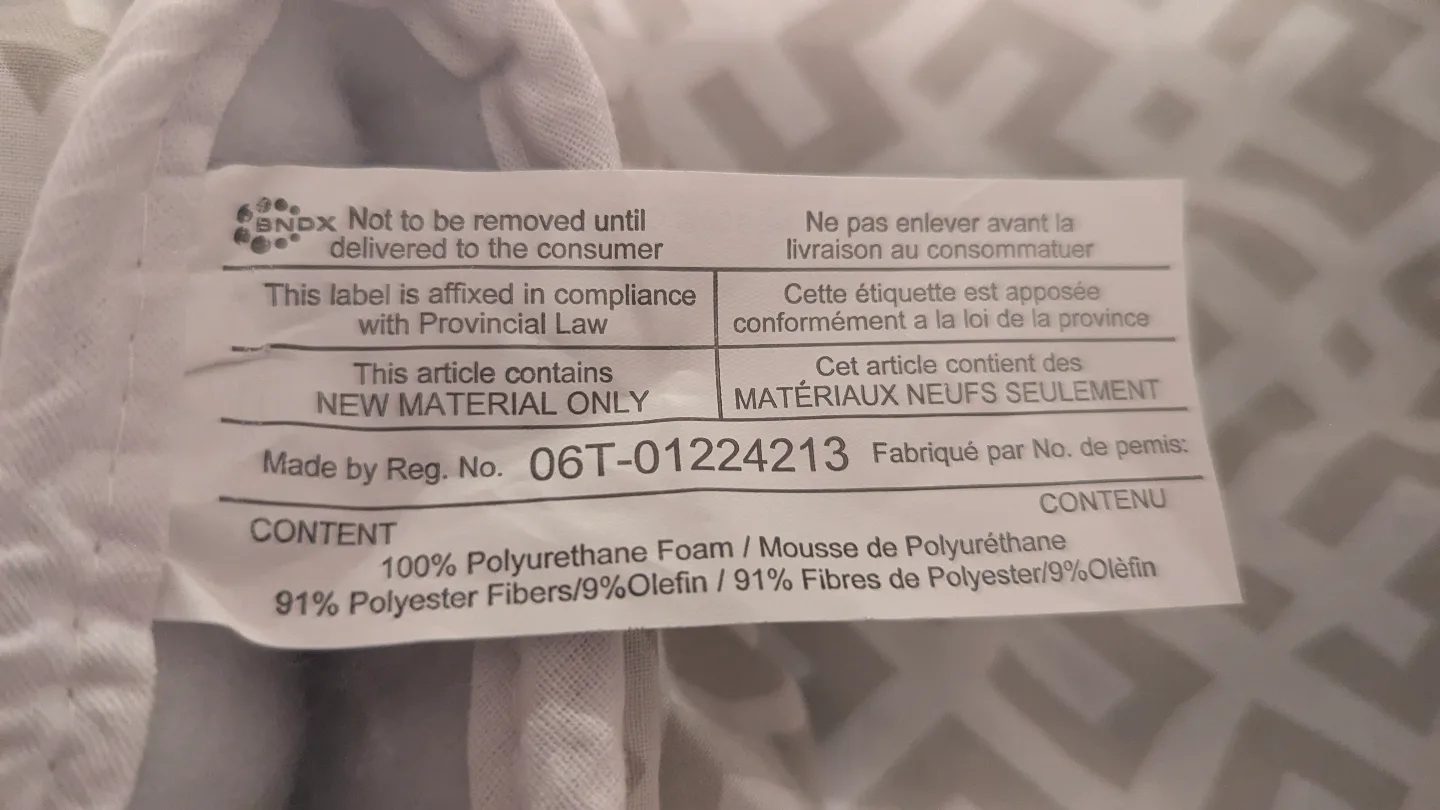 BNDX
Not to be removed until
delivered to the consumer
Ne pas enlever avant la
livraison au consommatuer
This label is affixed in compliance
with Provincial Law
Cette étiquette est apposée
conformément a la loi de la province
This article contains
NEW MATERIAL ONLY
Cet article contient des
MATÉRIAUX NEUFS SEULEMENT
Made by Reg. No. 06T-01224213 Fabriqué par No. de pemis:
CONTENT
CONTENU
100% Polyurethane Foam / Mousse de Polyuréthane
91% Polyester Fibers/9%Olefin / 91% Fibres de Polyester/9%Olèfin